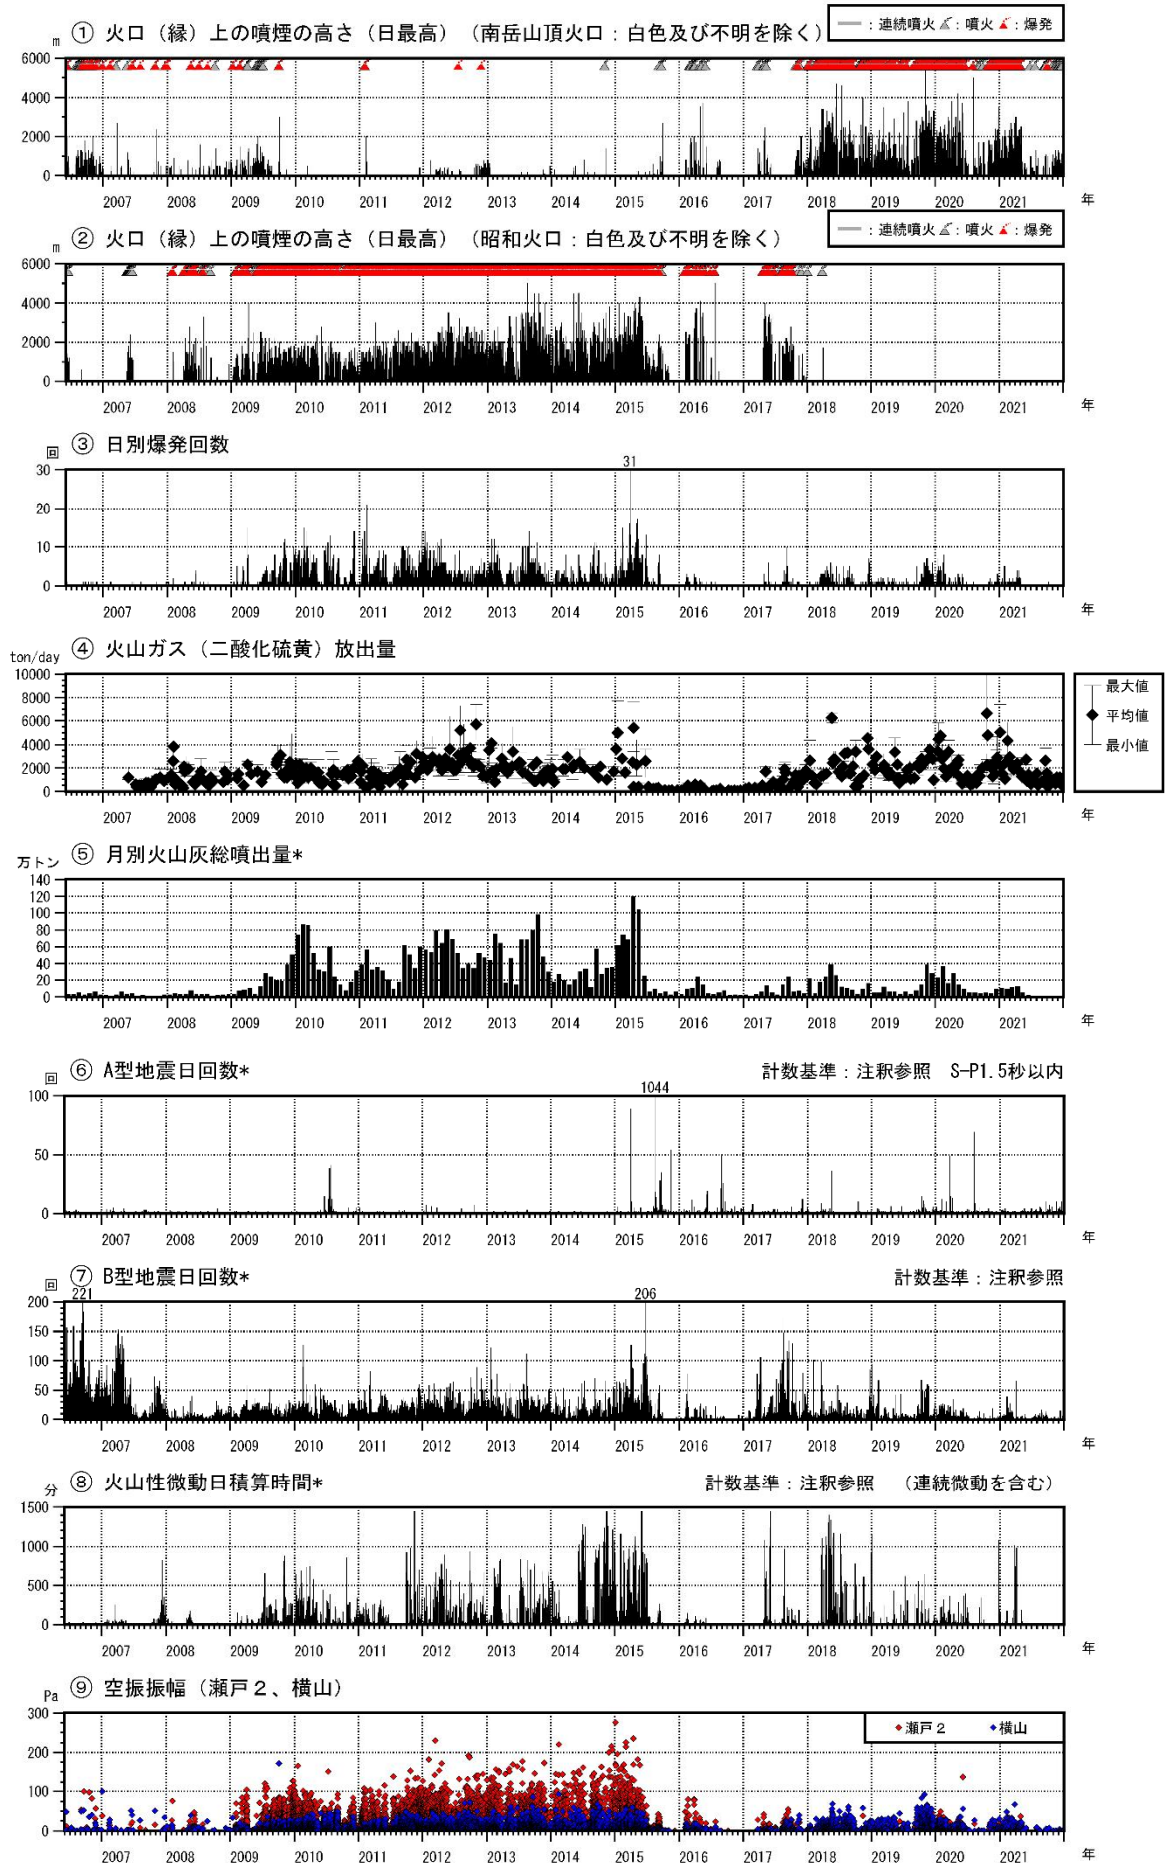 ① 火口（縁）上の噴煙の高さ（日最高）（南岳山頂火口：白色及び不明を除く）
：連続噴火 ：噴火 ：爆発
m
6000
4000
2000
0
2007 2008 2009 2010 2011 2012 2013 2014 2015 2016 2017 2018 2019 2020 2021 年
② 火口（縁）上の噴煙の高さ（日最高）（昭和火口：白色及び不明を除く）
：連続噴火 ：噴火 ：爆発
m
6000
4000
2000
0
2007 2008 2009 2010 2011 2012 2013 2014 2015 2016 2017 2018 2019 2020 2021 年
③ 日別爆発回数
回
31
30
20
10
0
2007 2008 2009 2010 2011 2012 2013 2014 2015 2016 2017 2018 2019 2020 2021 年
④ 火山ガス（二酸化硫黄）放出量
ton/day
10000
8000
6000
4000
2000
0
最大値
平均値
最小値
2007 2008 2009 2010 2011 2012 2013 2014 2015 2016 2017 2018 2019 2020 2021 年
⑤ 月別火山灰総噴出量*
万トン
140
120
100
80
60
40
20
0
2007 2008 2009 2010 2011 2012 2013 2014 2015 2016 2017 2018 2019 2020 2021 年
⑥ A型地震日回数* 計数基準：注釈参照 S-P1.5秒以内
回
1044
100
50
0
2007 2008 2009 2010 2011 2012 2013 2014 2015 2016 2017 2018 2019 2020 2021 年
⑦ B型地震日回数* 計数基準：注釈参照
回
221 206
200
150
100
50
0
2007 2008 2009 2010 2011 2012 2013 2014 2015 2016 2017 2018 2019 2020 2021 年
⑧ 火山性微動日積算時間* 計数基準：注釈参照 （連続微動を含む）
分
1500
1000
500
0
2007 2008 2009 2010 2011 2012 2013 2014 2015 2016 2017 2018 2019 2020 2021 年
⑨ 空振振幅（瀬戸２、横山）
Pa
300
200
100
0
瀬戸２ 横山
2007 2008 2009 2010 2011 2012 2013 2014 2015 2016 2017 2018 2019 2020 2021 年